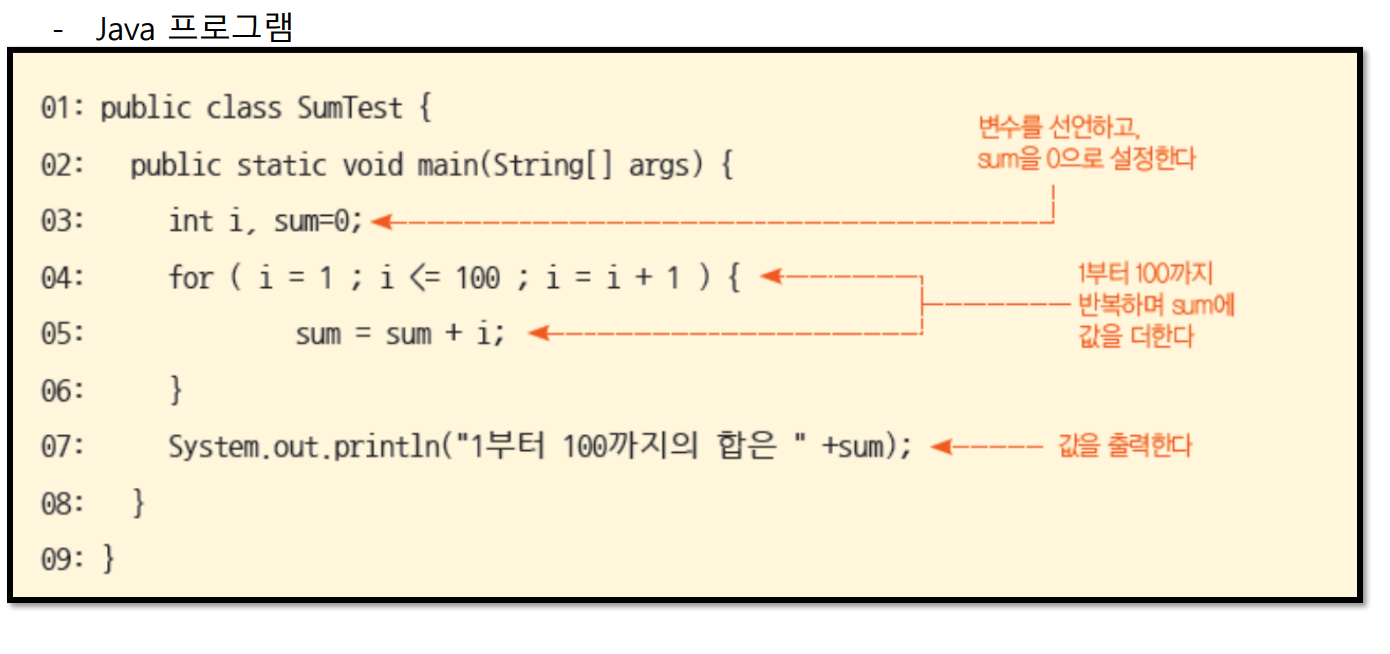 - Java 프로그램
01: public class SumTest {
변수를 선언하고,
sum을 0으로 설정한다
02: public static void main(String[] args) {
03: int i, sum=0;
04: for ( i = 1 ; i <= 100 ; i = i + 1 ) {
1부터 100까지
반복하며 sum에
값을 더한다
05: sum = sum + i;
06: }
07: System.out.println("1부터 100까지의 합은 " +sum);
값을 출력한다
08: }
09: }